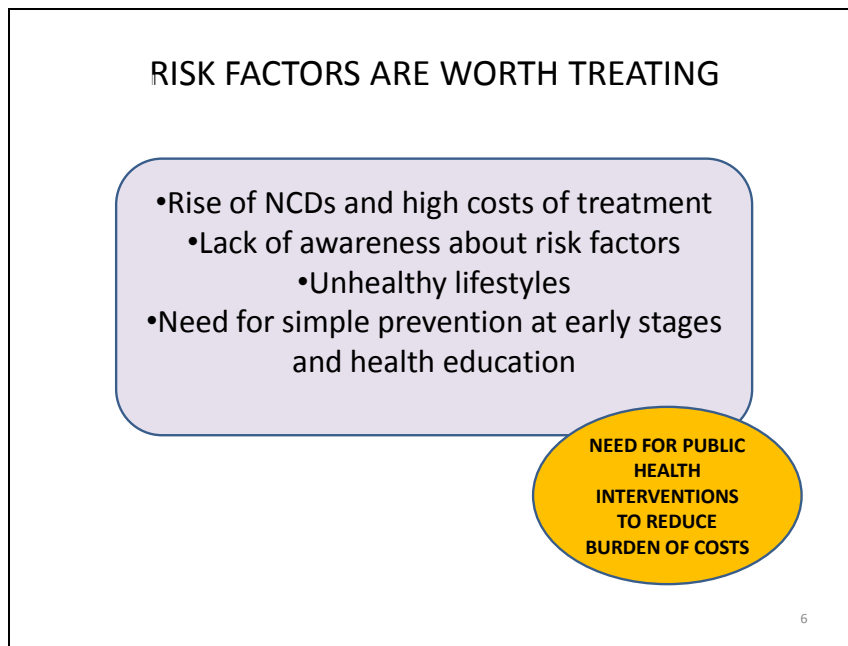 RISK FACTORS ARE WORTH TREATING
•Rise of NCDs and high costs of treatment
•Lack of awareness about risk factors
•Unhealthy lifestyles
•Need for simple prevention at early stages
and health education
NEED FOR PUBLIC
HEALTH
INTERVENTIONS
TO REDUCE
BURDEN OF COSTS
6